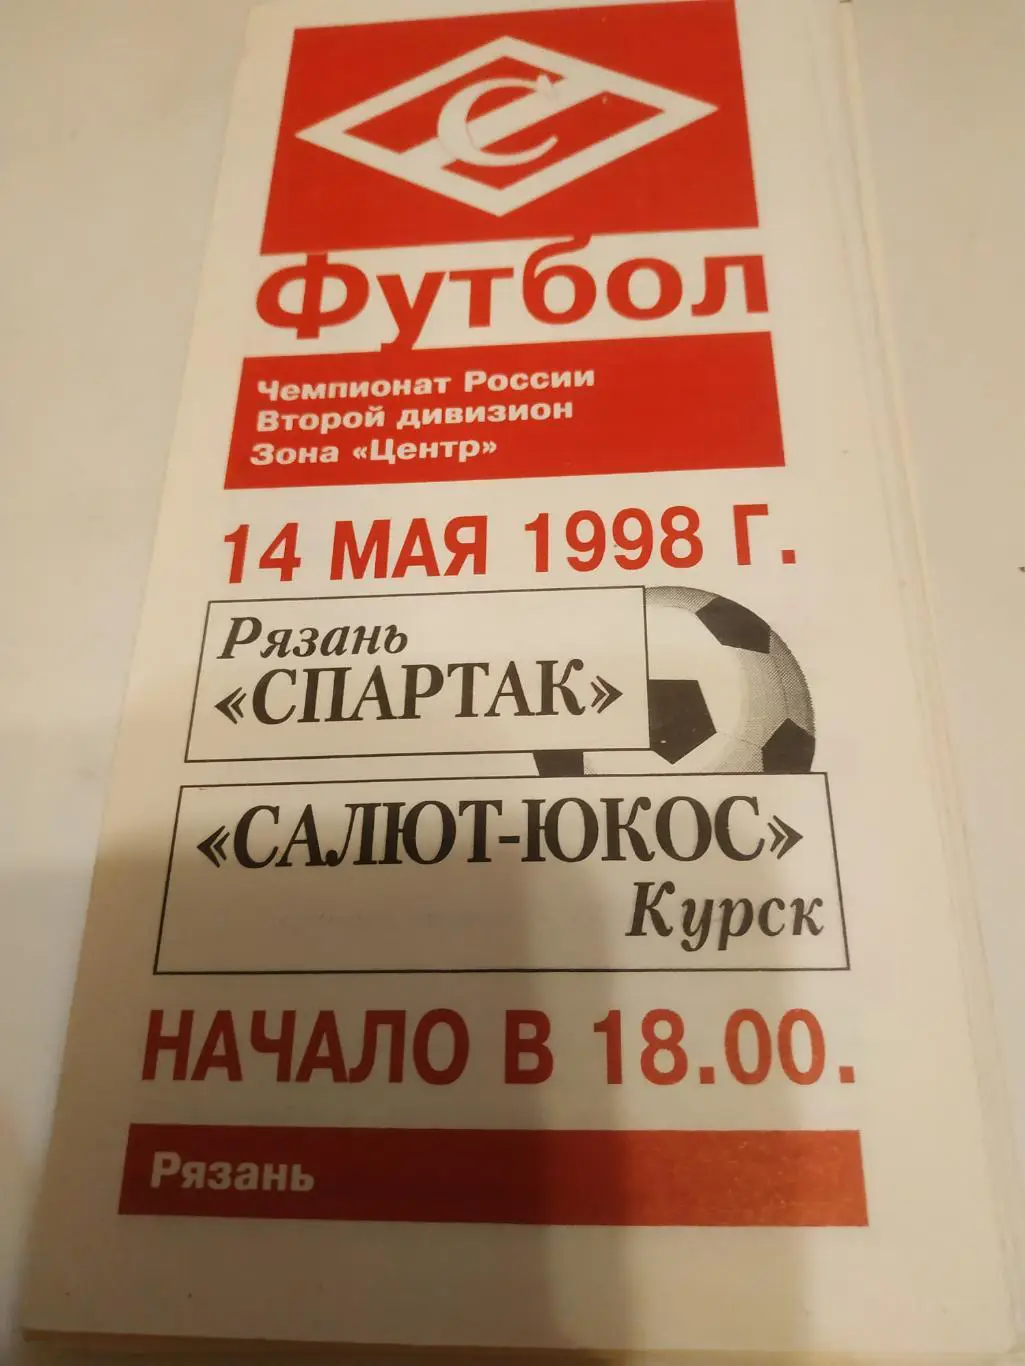 С
Футбол
Чемпионат России
Второй дивизион
Зона «Центр»
14 МАЯ 1998 Г.
Рязань
«СПАРТАК»
«САЛЮТ-ЮКОС»
Курск
НАЧАЛО В 18.00.
Рязань